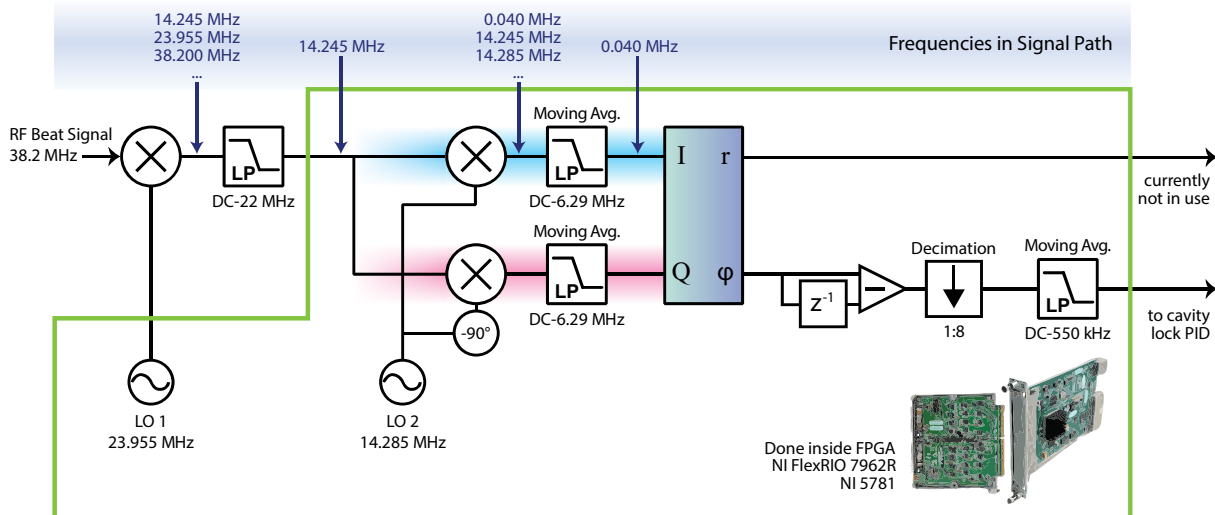 14.245 MHz
23.955 MHz
38.200 MHz
...
14.245 MHz
0.040 MHz
14.245 MHz
14.285 MHz
...
0.040 MHz
Frequencies in Signal Path
RF Beat Signal
38.2 MHz
LP
DC-22 MHz
Moving Avg.
LP
DC-6.29 MHz
I
r
Q
φ
currently
not in use
Moving Avg.
LP
DC-6.29 MHz
-90°
z⁻¹
Decimation
1:8
Moving Avg.
LP
DC-550 kHz
to cavity
lock PID
LO 1
23.955 MHz
LO 2
14.285 MHz
Done inside FPGA
NI FlexRIO 7962R
NI 5781